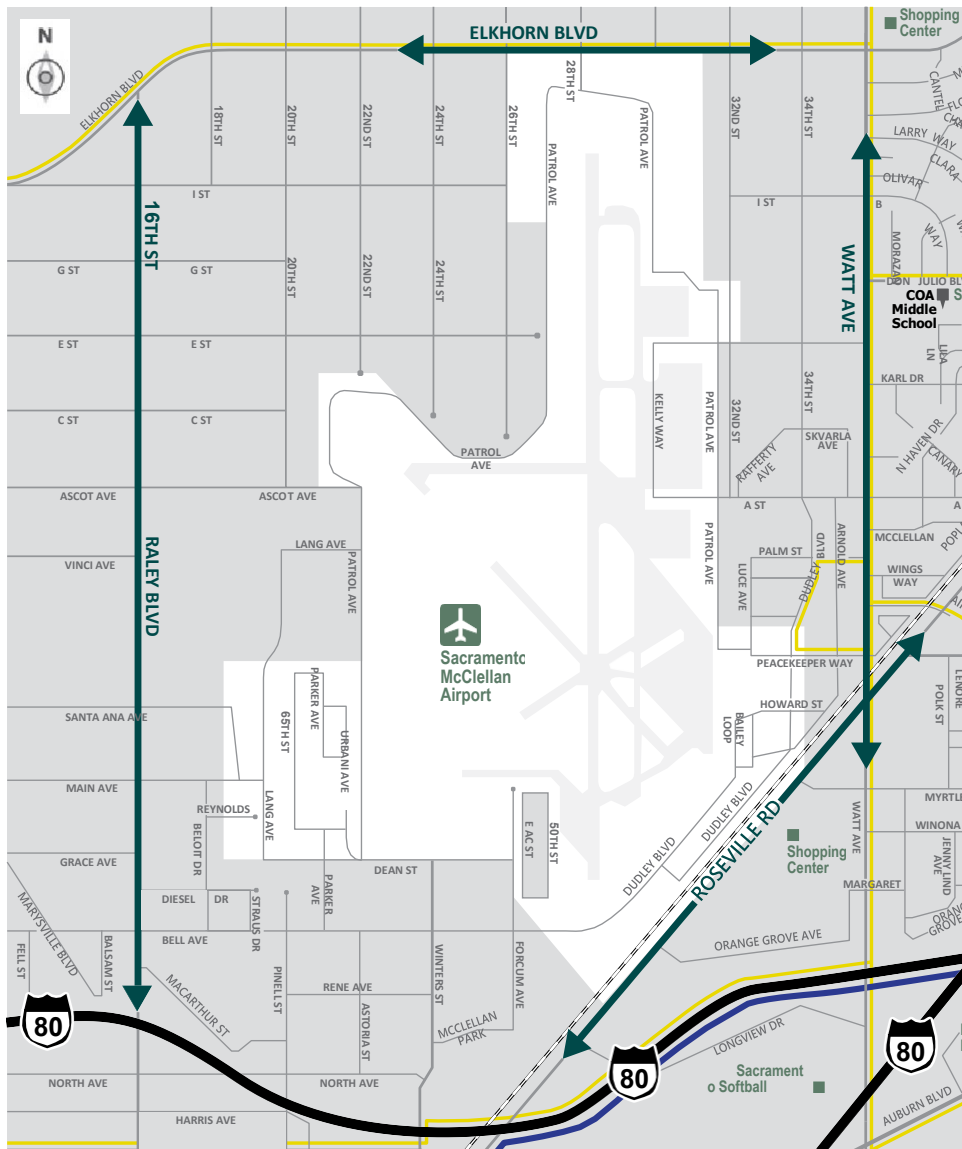 N
ELKHORN BLVD
Shopping
Center
ELKHORN BLVD
28TH ST
18TH ST
20TH ST
22ND ST
24TH ST
26TH ST
PATROL AVE
PATROL AVE
32ND ST
34TH ST
CANTEL
LARRY WAY
CLARA
OLIVAR
I ST
I ST
B
16TH ST
MORAZAN
WAY
WATT AVE
G ST
G ST
20TH ST
22ND ST
24TH ST
DON JULIO BL
COA
Middle
School
S
E ST
E ST
LILA
LN
KARL DR
C ST
C ST
KELLY WAY
PATROL AVE
32ND ST
34TH ST
RAFFERTY
AVE
SKVARLA
AVE
N HAVEN DR
CANARY
PATROL
AVE
ASCOT AVE
ASCOT AVE
A ST
A
MCCLELLAN
POPL
RALEY BLVD
LANG AVE
PATROL AVE
VINCI AVE
PATROL AVE
LUCE AVE
PALM ST
DUDLEY
BLVD
ARNOLD AVE
WINGS
WAY
AI
Sacramento
McClellan
Airport
PEACEKEEPER WAY
PARKER AVE
65TH ST
URBANI AVE
SANTA ANA AVE
BAILEY
LOOP
HOWARD ST
POLK ST
LENORE
MAIN AVE
REYNOLDS
LANG AVE
BELOIT DR
E AC ST
50TH ST
DUDLEY BLVD
DUDLEY BLVD
ROSEVILLE RD
WATT AVE
MYRTLE
WINONA
GRACE AVE
DEAN ST
Shopping
Center
JENNY LIND
AVE
MARGARET
MARYSVILLE BLVD
DIESEL DR
STRAUS DR
PARKER
AVE
ORANG
GROVE
FELL ST
BALSAM ST
BELL AVE
PINELL ST
WINTERS ST
FORCUM AVE
ORANGE GROVE AVE
MACARTHUR ST
RENE AVE
ASTORIA ST
MCCLELLAN
PARK
LONGVIEW DR
80
80
80
NORTH AVE
NORTH AVE
Sacrament
o Softball
HARRIS AVE
AUBURN BLVD